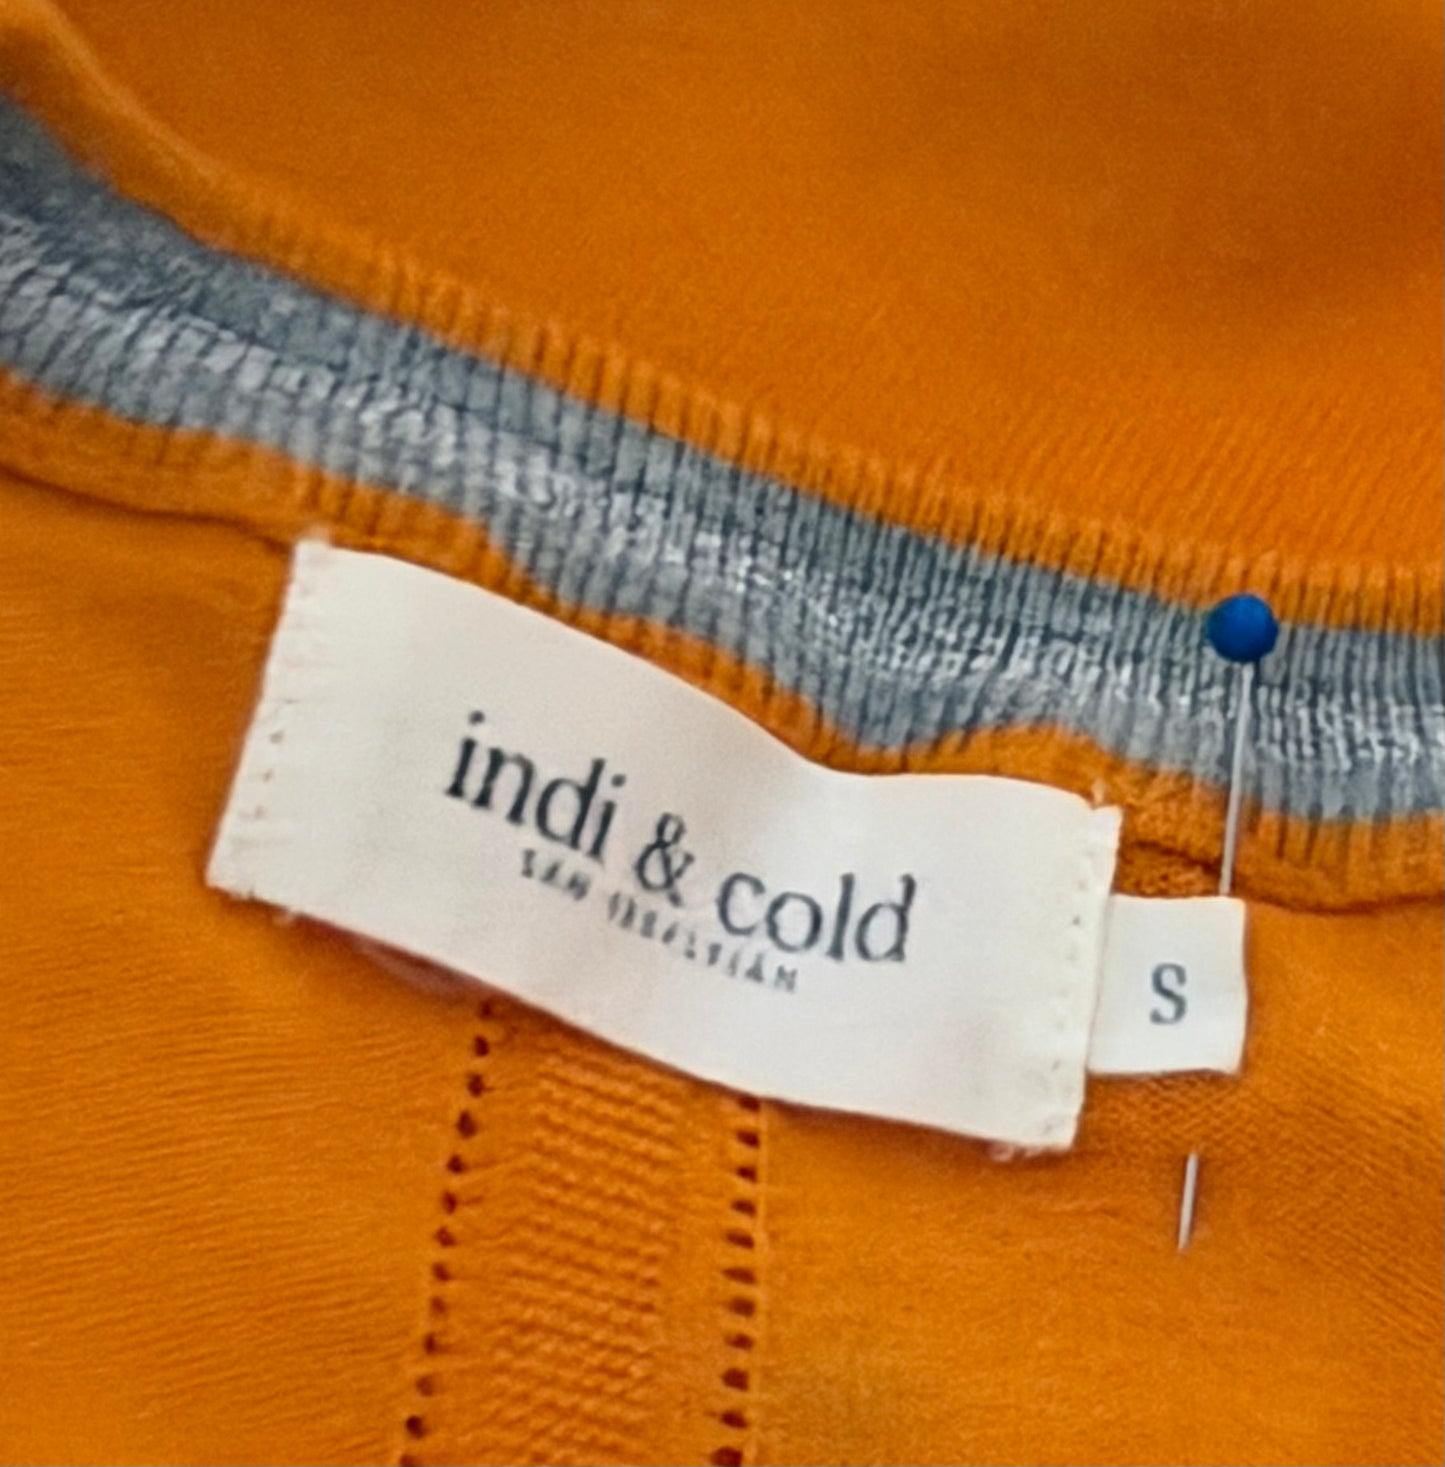 indi & cold
SAN SEBASTIÁN
S